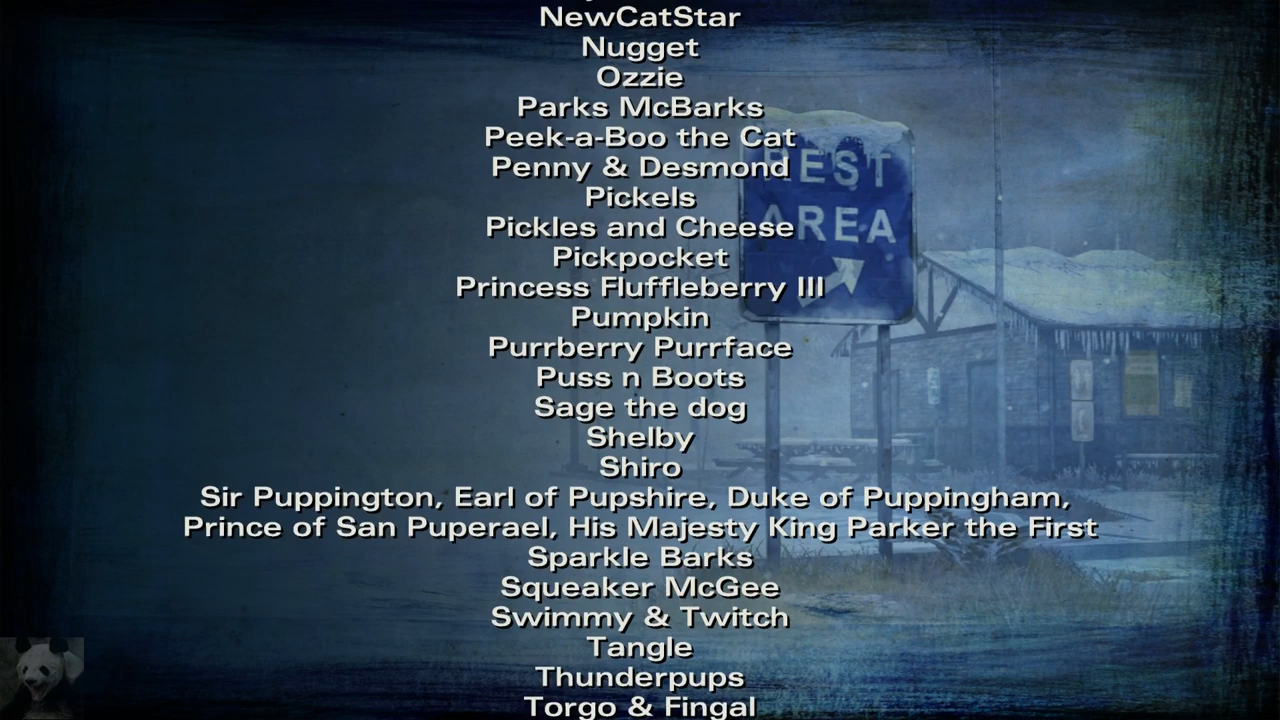 NewCatStar
Nugget
Ozzie
Parks McBarks
Peek-a-Boo the Cat
Penny & Desmond
Pickels
Pickles and Cheese
Pickpocket
Princess Fluffleberry III
Pumpkin
Purrberry Purrface
Puss n Boots
Sage the dog
Shelby
Shiro
Sir Puppington, Earl of Pupshire, Duke of Puppingham,
Prince of San Puperael, His Majesty King Parker the First
Sparkle Barks
Squeaker McGee
Swimmy & Twitch
Tangle
Thunderpups
Torgo & Fingal
REST
AREA